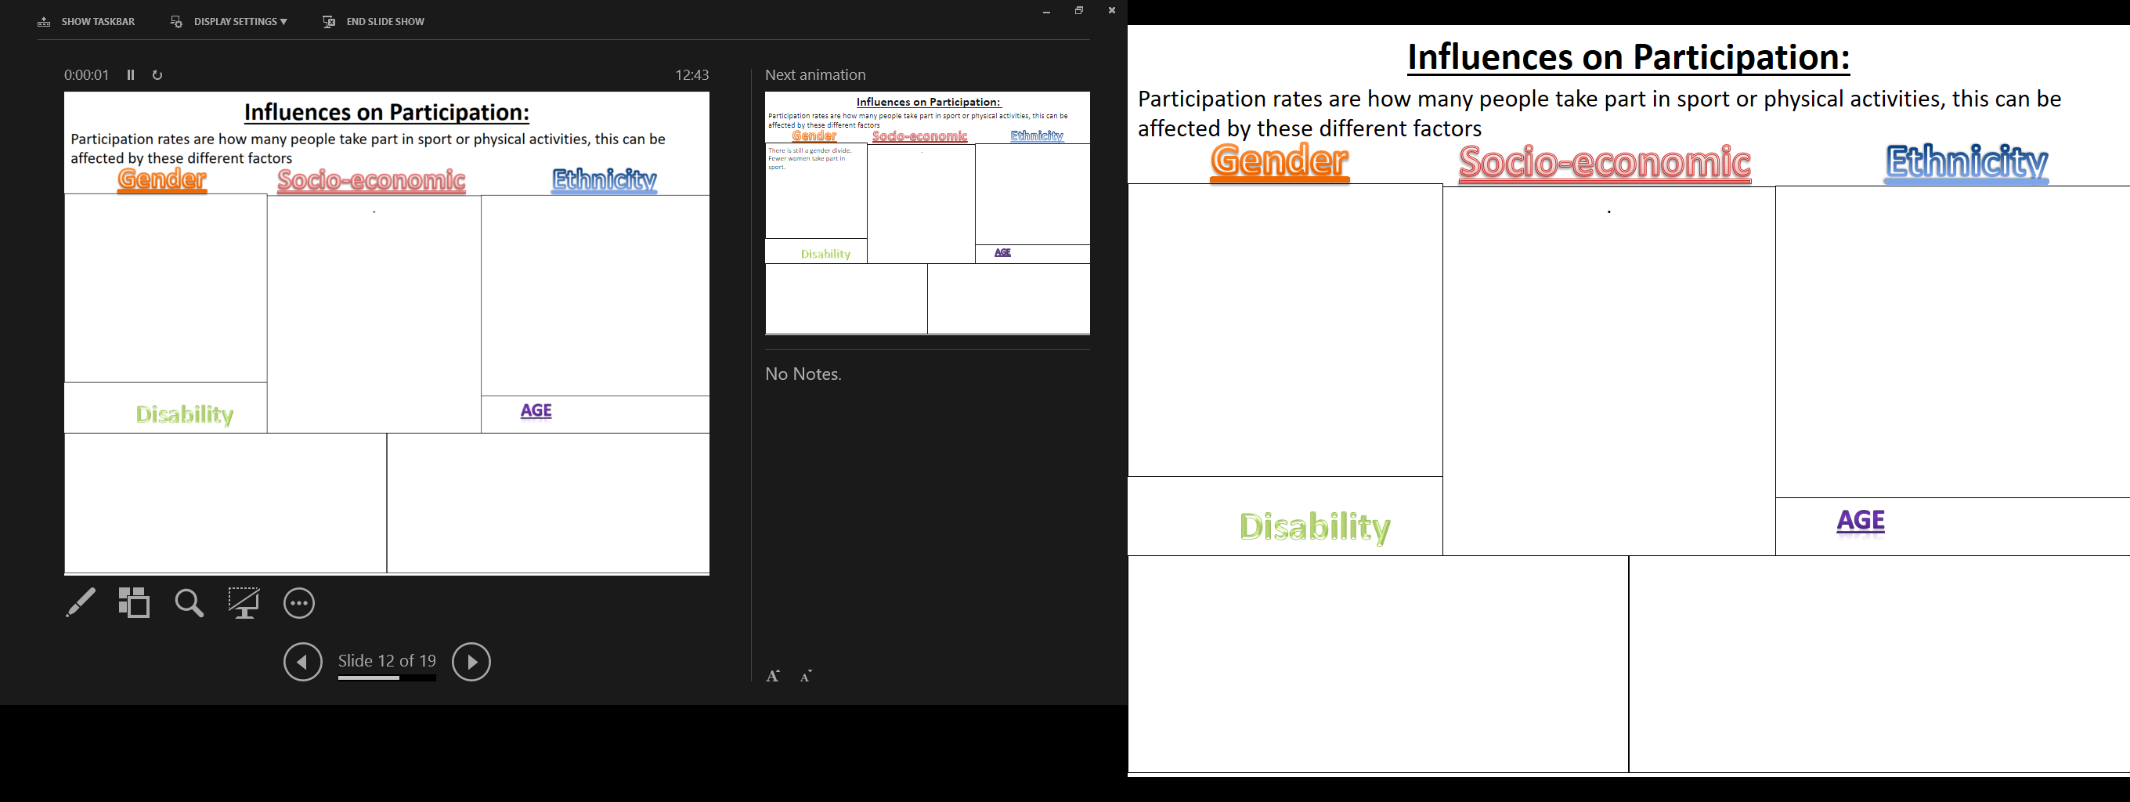 SHOW TASKBAR
DISPLAY SETTINGS ▼
END SLIDE SHOW
0:00:01
12:43
Influences on Participation:
Participation rates are how many people take part in sport or physical activities, this can be
affected by these different factors
Gender
Socio-economic
Ethnicity
.
Disability
AGE
Slide 12 of 19
Next animation
Influences on Participation:
Participation rates are how many people take part in sport or physical activities, this can be
affected by these different factors
Gender
Socio-economic
Ethnicity
There is still a gender divide.
Fewer women take part in
sport.
Disability
AGE
No Notes.
A A
Influences on Participation:
Participation rates are how many people take part in sport or physical activities, this can be
affected by these different factors
Gender
Socio-economic
Ethnicity
.
Disability
AGE